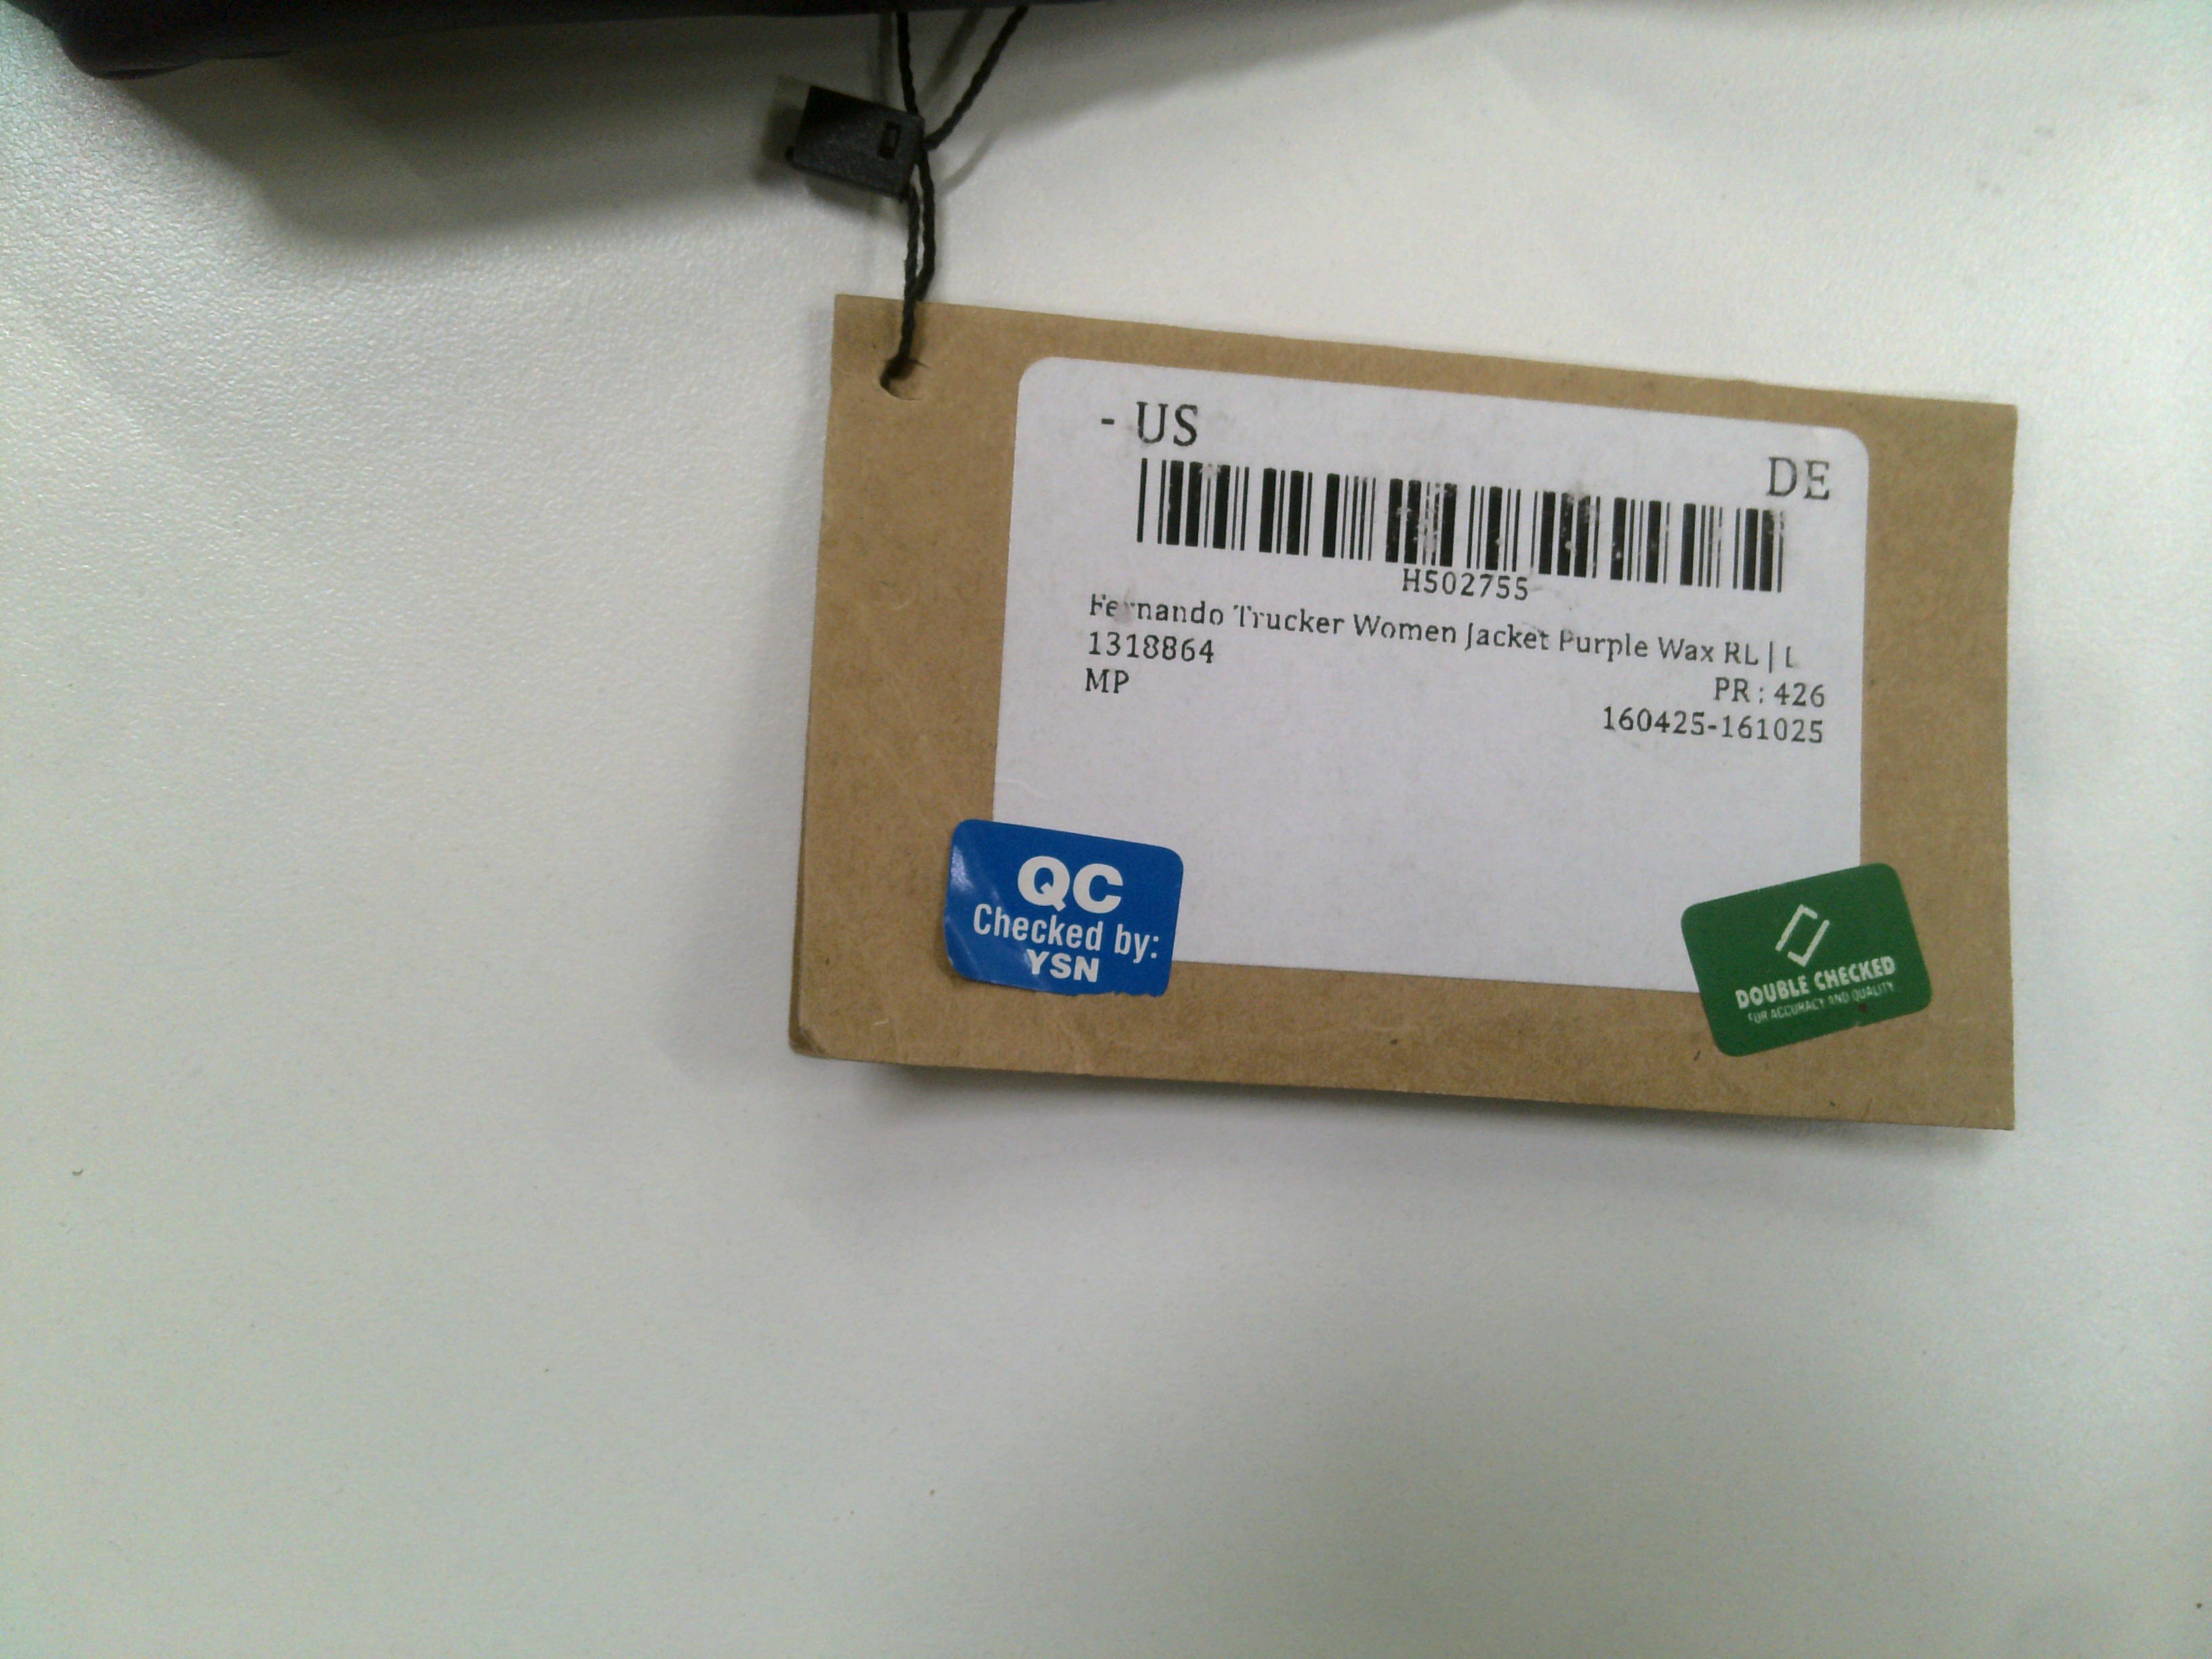 - US
DE
H502755
Fernando Trucker Women Jacket Purple Wax RL | L
1318864
PR : 426
MP
160425-161025
QC
Checked by:
YSN
DOUBLE CHECKED
FOR ACCURACY AND QUALITY